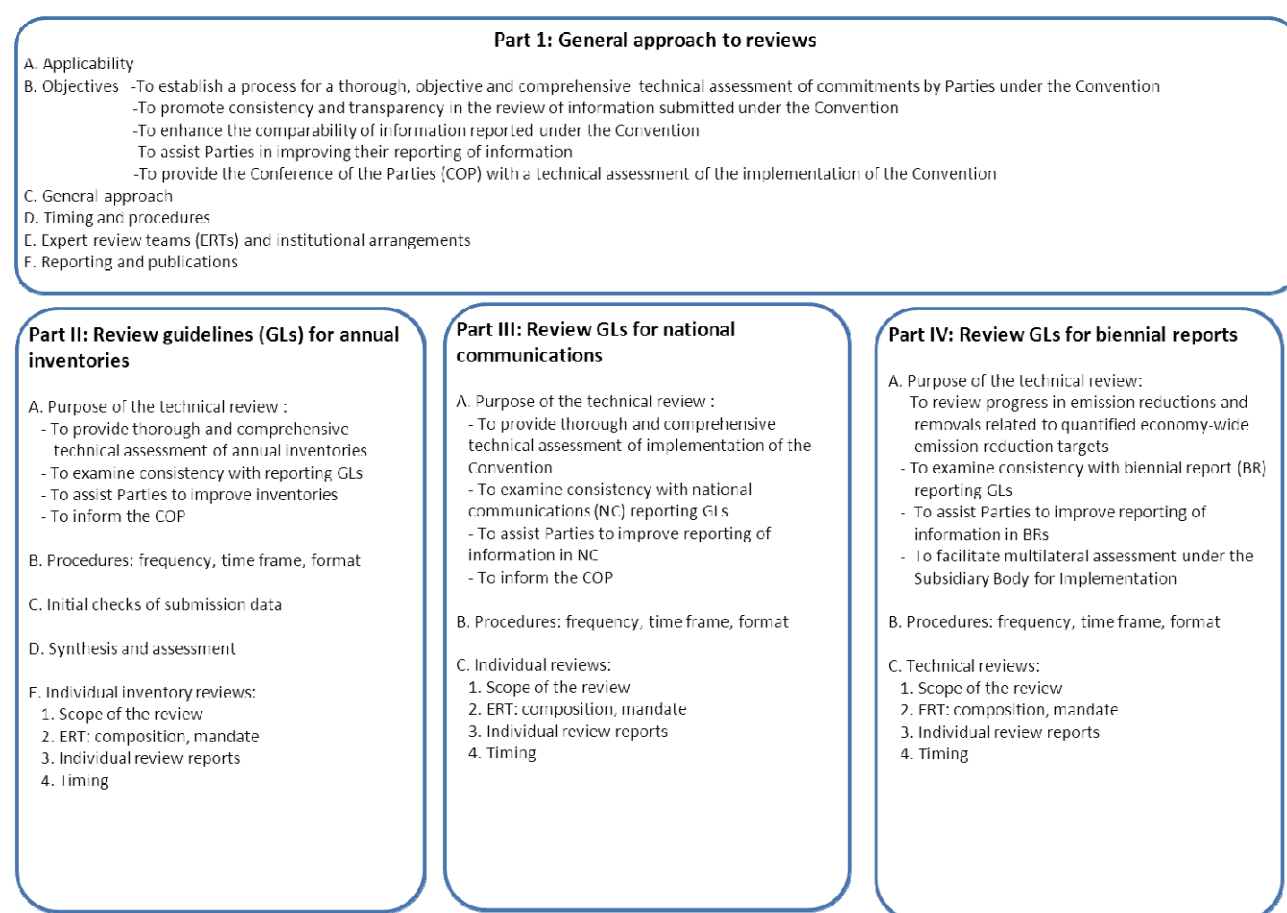 Part 1: General approach to reviews
A. Applicability
B. Objectives -To establish a process for a thorough, objective and comprehensive technical assessment of commitments by Parties under the Convention
-To promote consistency and transparency in the review of information submitted under the Convention
-To enhance the comparability of information reported under the Convention
To assist Parties in improving their reporting of information
-To provide the Conference of the Parties (COP) with a technical assessment of the implementation of the Convention
C. General approach
D. Timing and procedures
E. Expert review teams (ERTs) and institutional arrangements
F. Reporting and publications
Part II: Review guidelines (GLs) for annual
inventories
A. Purpose of the technical review :
- To provide thorough and comprehensive
technical assessment of annual inventories
- To examine consistency with reporting GLs
- To assist Parties to improve inventories
- To inform the COP
B. Procedures: frequency, time frame, format
C. Initial checks of submission data
D. Synthesis and assessment
E. Individual inventory reviews:
1. Scope of the review
2. ERT: composition, mandate
3. Individual review reports
4. Timing
Part III: Review GLs for national
communications
A. Purpose of the technical review :
- To provide thorough and comprehensive
technical assessment of implementation of the
Convention
- To examine consistency with national
communications (NC) reporting GLs
- To assist Parties to improve reporting of
information in NC
- To inform the COP
B. Procedures: frequency, time frame, format
C. Individual reviews:
1. Scope of the review
2. ERT: composition, mandate
3. Individual review reports
4. Timing
Part IV: Review GLs for biennial reports
A. Purpose of the technical review:
To review progress in emission reductions and
removals related to quantified economy-wide
emission reduction targets
- To examine consistency with biennial report (BR)
reporting GLs
- To assist Parties to improve reporting of
information in BRs
- To facilitate multilateral assessment under the
Subsidiary Body for Implementation
B. Procedures: frequency, time frame, format
C. Technical reviews:
1. Scope of the review
2. ERT: composition, mandate
3. Individual review reports
4. Timing